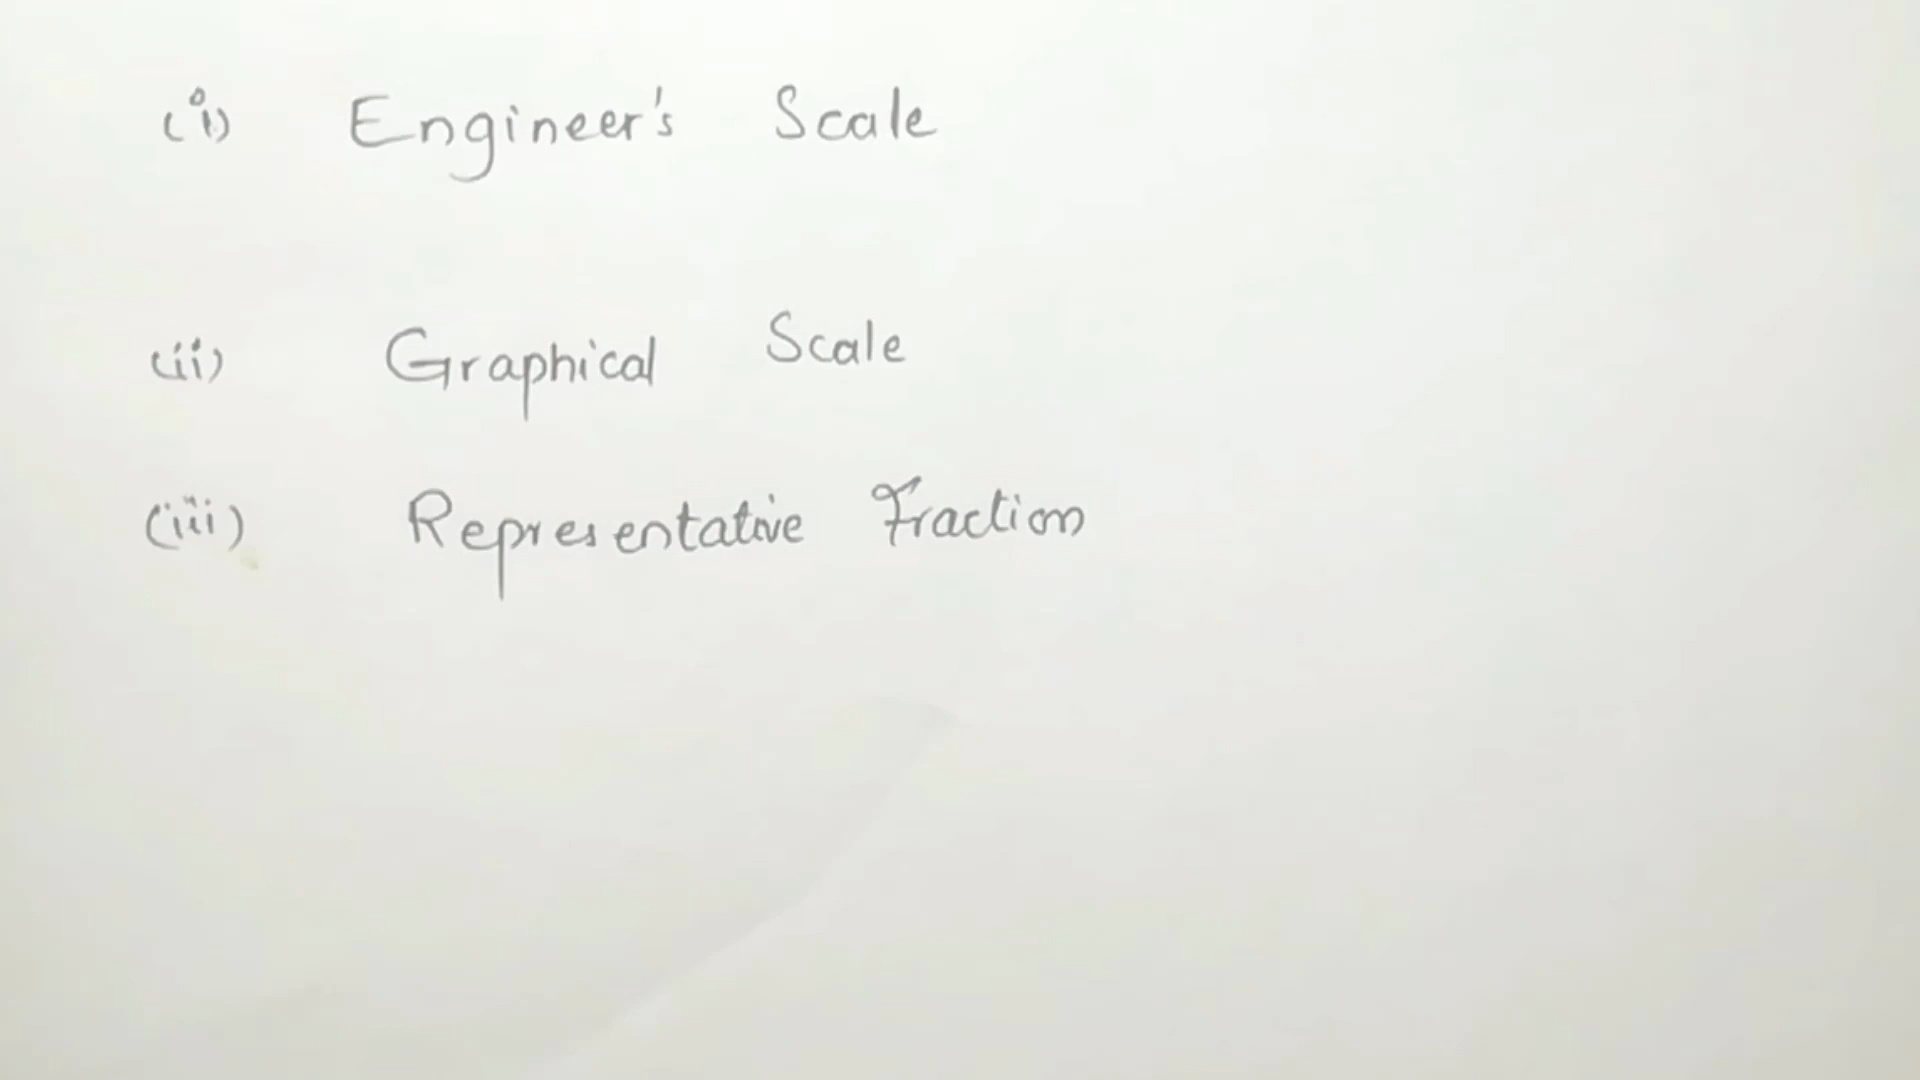 (i) Engineer's Scale
(ii) Graphical Scale
(iii) Representative Fraction